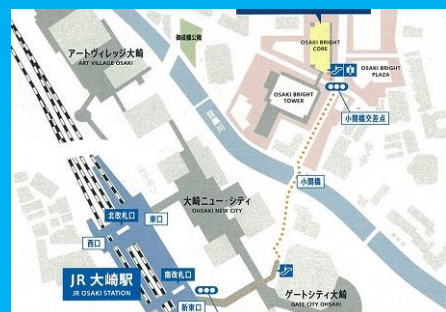 アートヴィレッジ大崎
ART VILLAGE OSAKI
御成橋公園
OSAKI BRIGHT
CORE
OSAKI BRIGHT
PLAZA
OSAKI BRIGHT
TOWER
小関橋交差点
目黒川
小関橋
大崎ニュー・シティ
OHSAKI NEW CITY
北改札口
東口
西口
JR 大崎駅
JR OSAKI STATION
南改札口
新東口
ゲートシティ大崎
GATE CITY OHSAKI